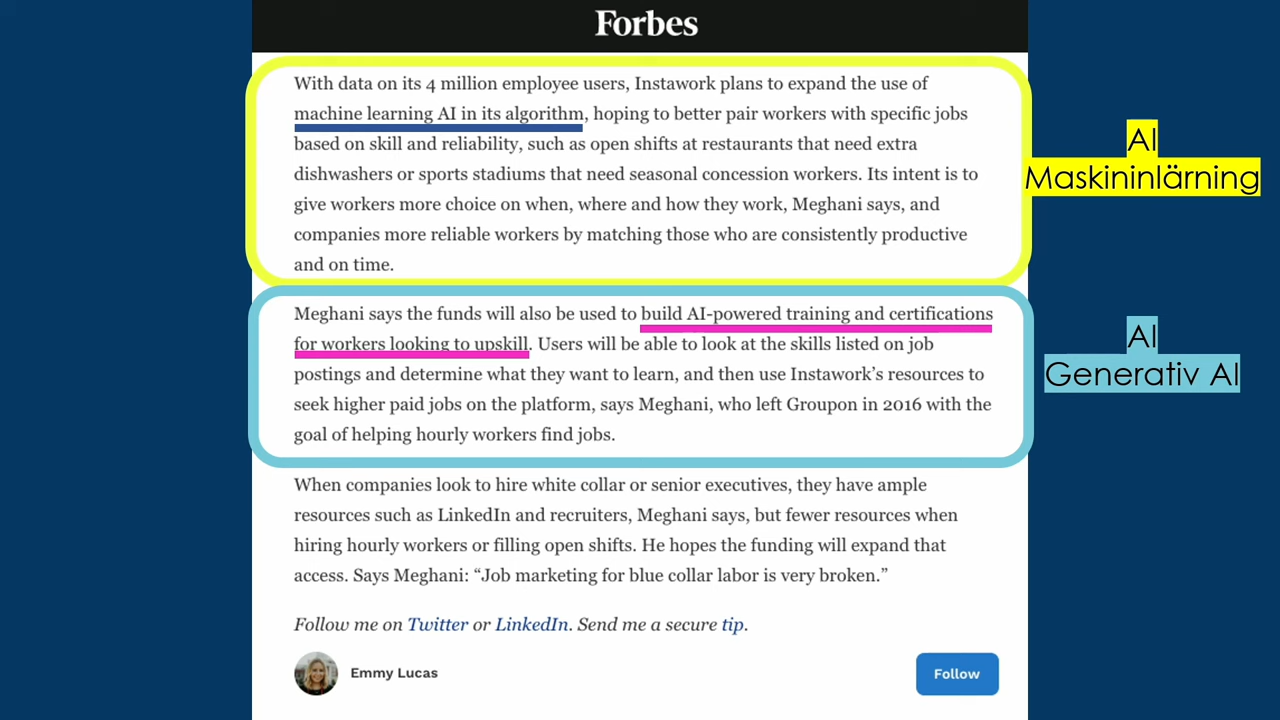 Forbes
With data on its 4 million employee users, Instawork plans to expand the use of
machine learning AI in its algorithm, hoping to better pair workers with specific jobs
based on skill and reliability, such as open shifts at restaurants that need extra
dishwashers or sports stadiums that need seasonal concession workers. Its intent is to
give workers more choice on when, where and how they work, Meghani says, and
companies more reliable workers by matching those who are consistently productive
and on time.
AI
Maskininlärning
Meghani says the funds will also be used to build AI-powered training and certifications
for workers looking to upskill. Users will be able to look at the skills listed on job
postings and determine what they want to learn, and then use Instawork’s resources to
seek higher paid jobs on the platform, says Meghani, who left Groupon in 2016 with the
goal of helping hourly workers find jobs.
AI
Generativ AI
When companies look to hire white collar or senior executives, they have ample
resources such as LinkedIn and recruiters, Meghani says, but fewer resources when
hiring hourly workers or filling open shifts. He hopes the funding will expand that
access. Says Meghani: “Job marketing for blue collar labor is very broken.”
Follow me on Twitter or LinkedIn. Send me a secure tip.
Emmy Lucas
Follow